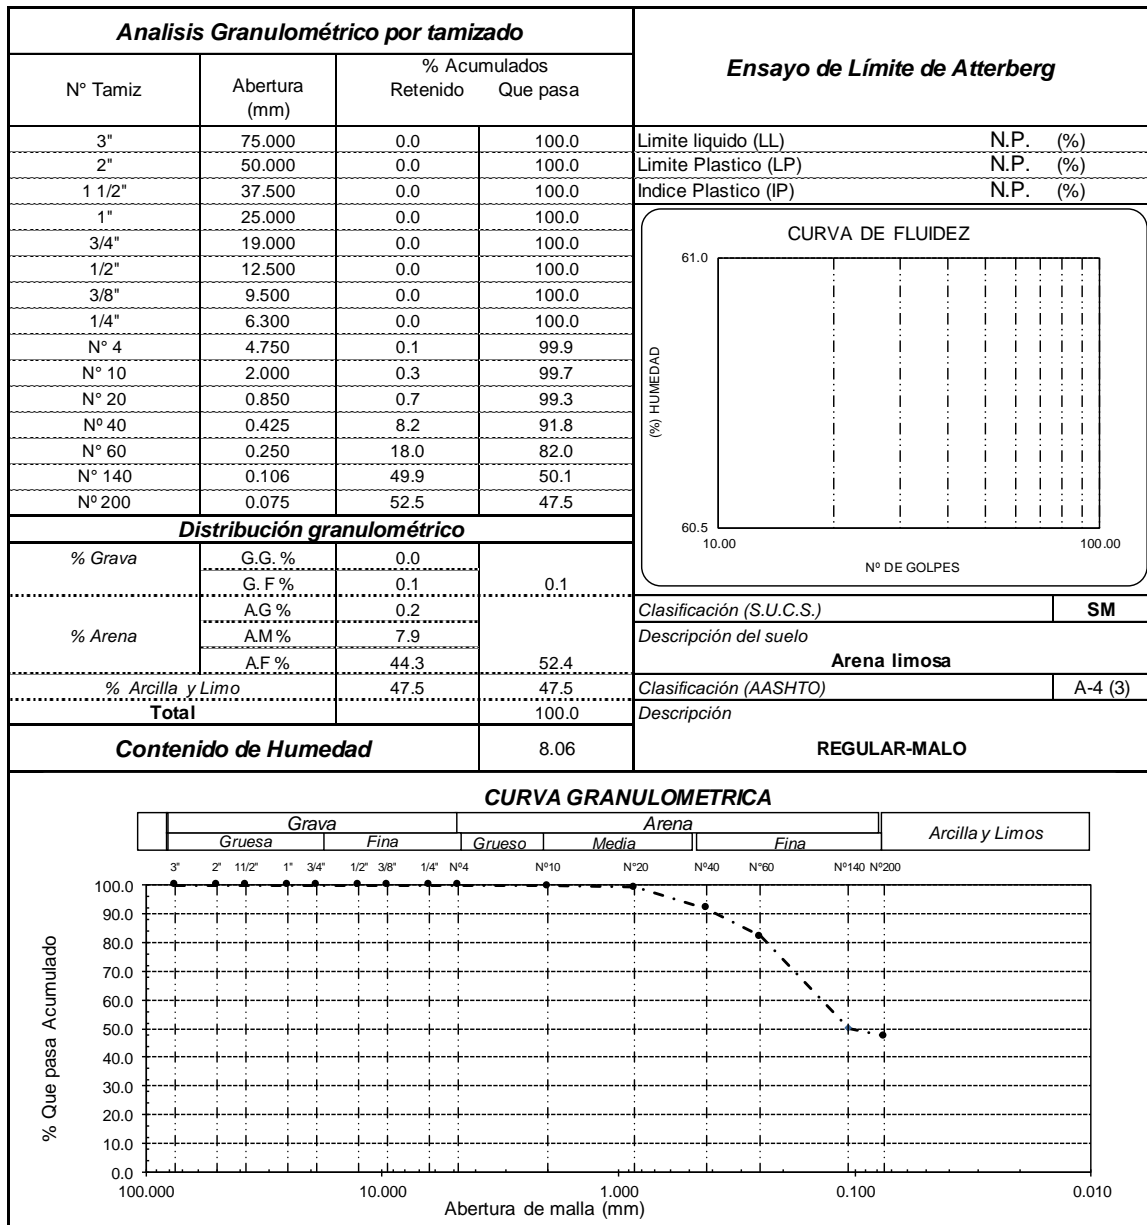 Analisis Granulométrico por tamizado
Ensayo de Límite de Atterberg
N° Tamiz Abertura (mm) % Acumulados
Retenido Que pasa
3" 75.000 0.0 100.0 Limite liquido (LL) N.P. (%)
2" 50.000 0.0 100.0 Limite Plastico (LP) N.P. (%)
1 1/2" 37.500 0.0 100.0 Indice Plastico (IP) N.P. (%)
1" 25.000 0.0 100.0
3/4" 19.000 0.0 100.0
1/2" 12.500 0.0 100.0
3/8" 9.500 0.0 100.0
1/4" 6.300 0.0 100.0
N° 4 4.750 0.1 99.9
N° 10 2.000 0.3 99.7
N° 20 0.850 0.7 99.3
Nº 40 0.425 8.2 91.8
N° 60 0.250 18.0 82.0
N° 140 0.106 49.9 50.1
Nº 200 0.075 52.5 47.5
CURVA DE FLUIDEZ
61.0
(%) HUMEDAD
60.5
10.00 100.00
Nº DE GOLPES
Distribución granulométrico
% Grava G.G. % 0.0
G. F % 0.1 0.1
A.G % 0.2
% Arena A.M % 7.9
A.F % 44.3 52.4
% Arcilla y Limo 47.5 47.5
Total 100.0
Contenido de Humedad 8.06
Clasificación (S.U.C.S.) SM
Descripción del suelo
Arena limosa
Clasificación (AASHTO) A-4 (3)
Descripción
REGULAR-MALO
CURVA GRANULOMETRICA
Grava Arena Arcilla y Limos
Gruesa Fina Grueso Media Fina
3" 2" 11/2" 1" 3/4" 1/2" 3/8" 1/4" Nº4 Nº10 N°20 N°40 N°60 Nº140 Nº200
% Que pasa Acumulado
100.0
90.0
80.0
70.0
60.0
50.0
40.0
30.0
20.0
10.0
0.0
100.000 10.000 1.000 0.100 0.010
Abertura de malla (mm)